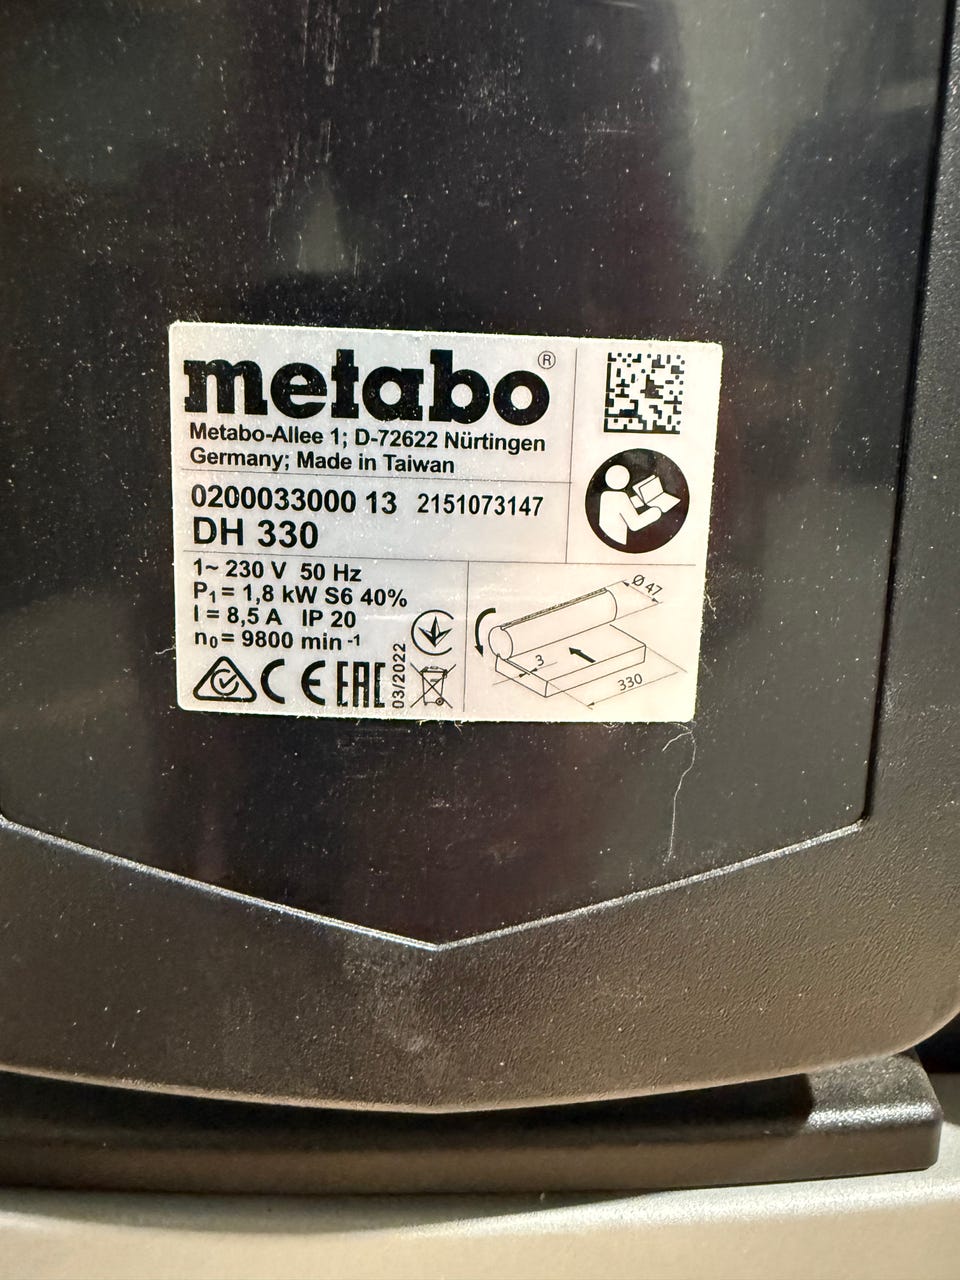 metabo®
Metabo-Allee 1; D-72622 Nürtingen
Germany; Made in Taiwan
0200033000 13 2151073147
DH 330
1~ 230 V 50 Hz
P₁ = 1,8 kW S6 40%
I = 8,5 A IP 20
n₀ = 9800 min⁻¹
CE EAC
03/2022
Ø 47
3
330